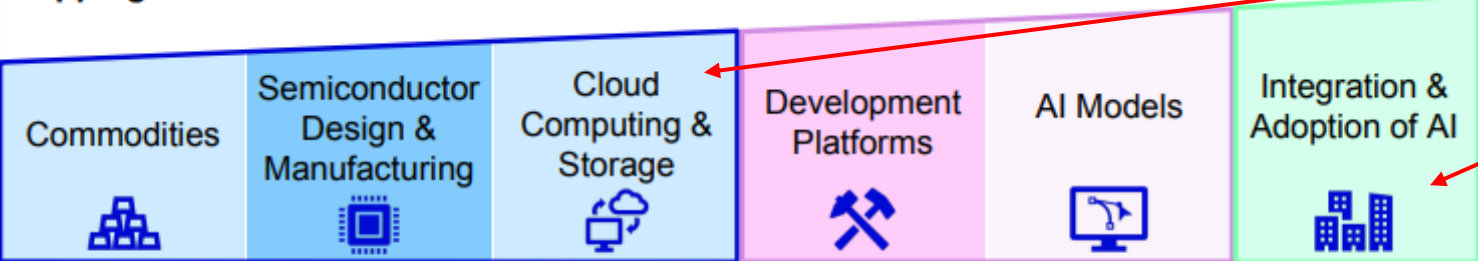 Commodities
Semiconductor
Design &
Manufacturing
Cloud
Computing &
Storage
Development
Platforms
AI Models
Integration &
Adoption of AI